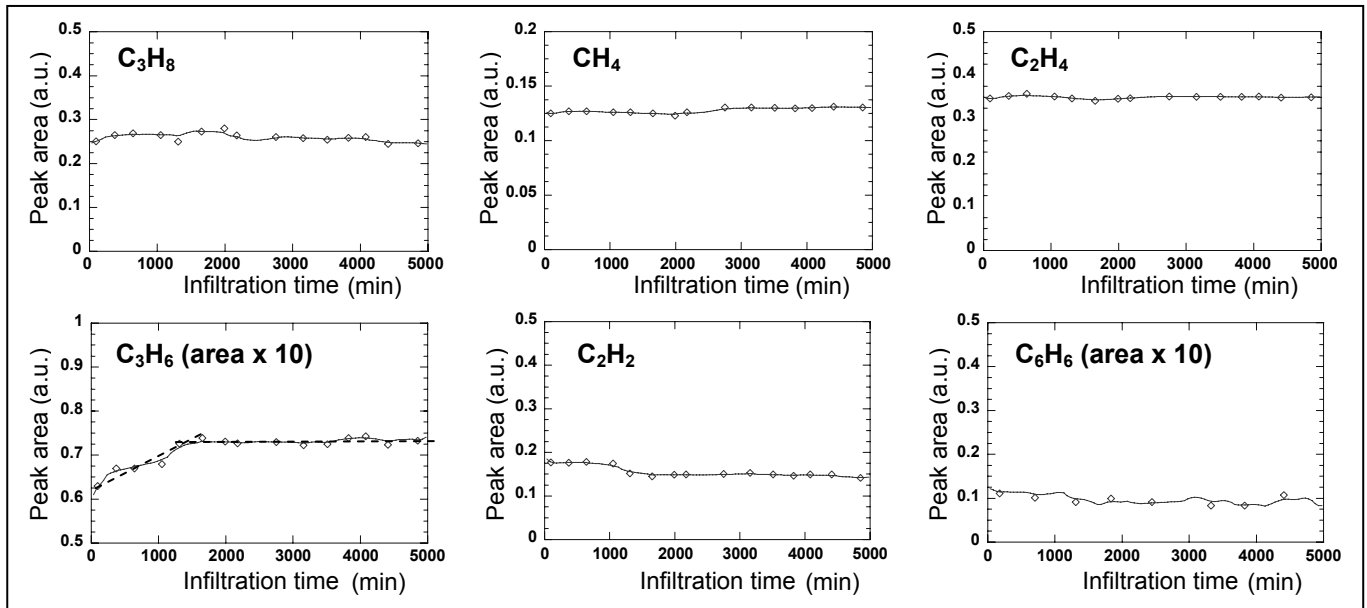 C₃H₈
Peak area (a.u.)
0.5
0.4
0.3
0.2
0.1
0
0 1000 2000 3000 4000 5000
Infiltration time (min)
CH₄
Peak area (a.u.)
0.2
0.15
0.1
0.05
0
0 1000 2000 3000 4000 5000
Infiltration time (min)
C₂H₄
Peak area (a.u.)
0.5
0.4
0.3
0.2
0.1
0
0 1000 2000 3000 4000 5000
Infiltration time (min)
C₃H₆ (area x 10)
Peak area (a.u.)
1
0.9
0.8
0.7
0.6
0.5
0 1000 2000 3000 4000 5000
Infiltration time (min)
C₂H₂
Peak area (a.u.)
0.5
0.4
0.3
0.2
0.1
0
0 1000 2000 3000 4000 5000
Infiltration time (min)
C₆H₆ (area x 10)
Peak area (a.u.)
0.5
0.4
0.3
0.2
0.1
0
0 1000 2000 3000 4000 5000
Infiltration time (min)